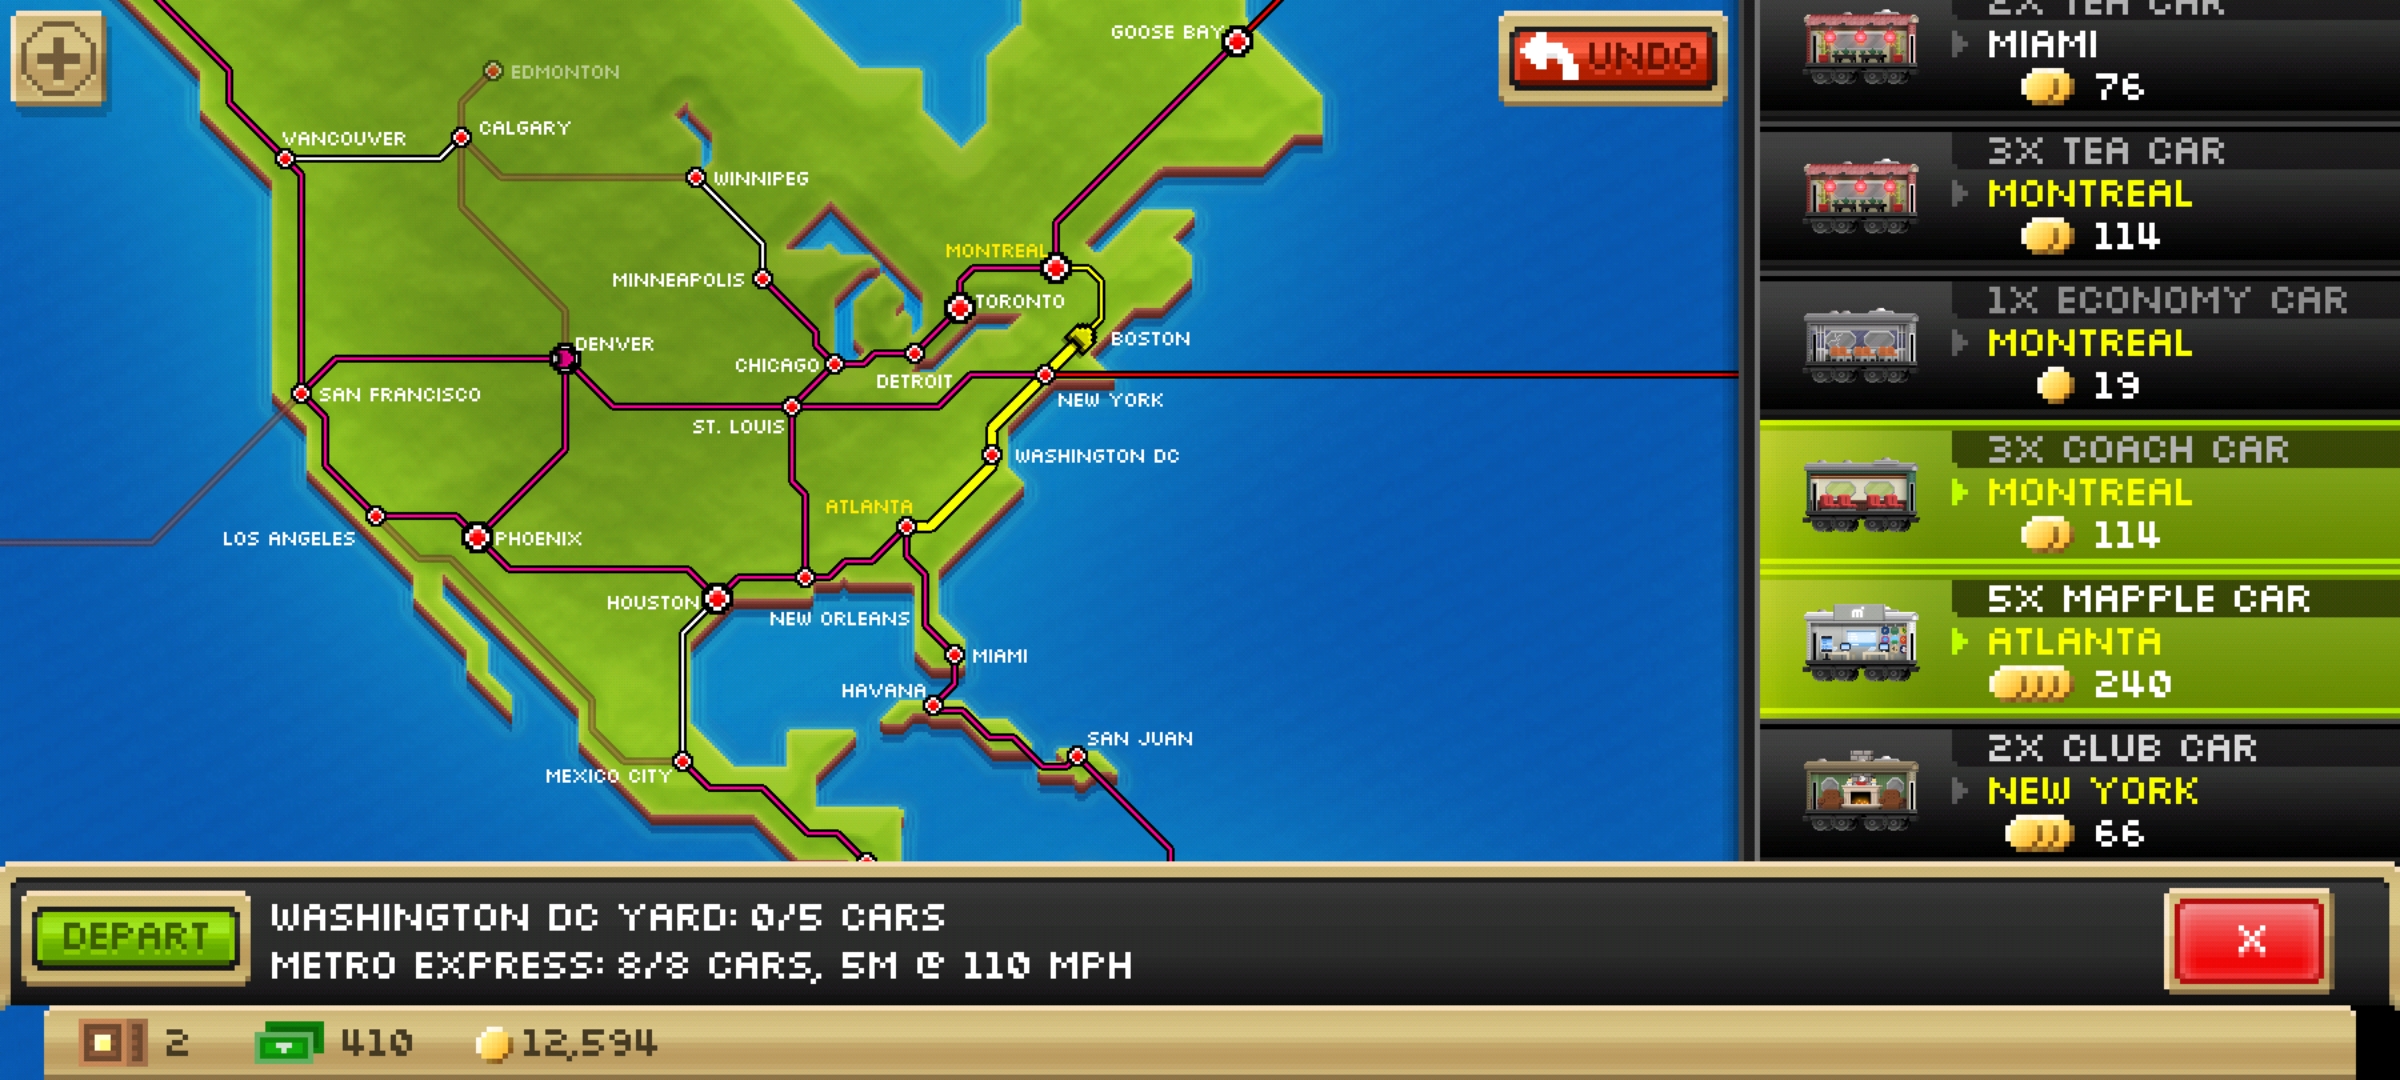 GOOSE BAY
UNDO
EDMONTON
CALGARY
VANCOUVER
WINNIPEG
MONTREAL
MINNEAPOLIS
TORONTO
BOSTON
DENVER
CHICAGO
DETROIT
NEW YORK
SAN FRANCISCO
ST. LOUIS
WASHINGTON DC
ATLANTA
LOS ANGELES
PHOENIX
HOUSTON
NEW ORLEANS
MIAMI
HAVANA
SAN JUAN
MEXICO CITY
2X TEA CAR
MIAMI
76
3X TEA CAR
MONTREAL
114
1X ECONOMY CAR
MONTREAL
19
3X COACH CAR
MONTREAL
114
5X MAPPLE CAR
ATLANTA
240
2X CLUB CAR
NEW YORK
66
DEPART
WASHINGTON DC YARD: 0/5 CARS
METRO EXPRESS: 8/8 CARS, 5M @ 110 MPH
X
2
410
12,594